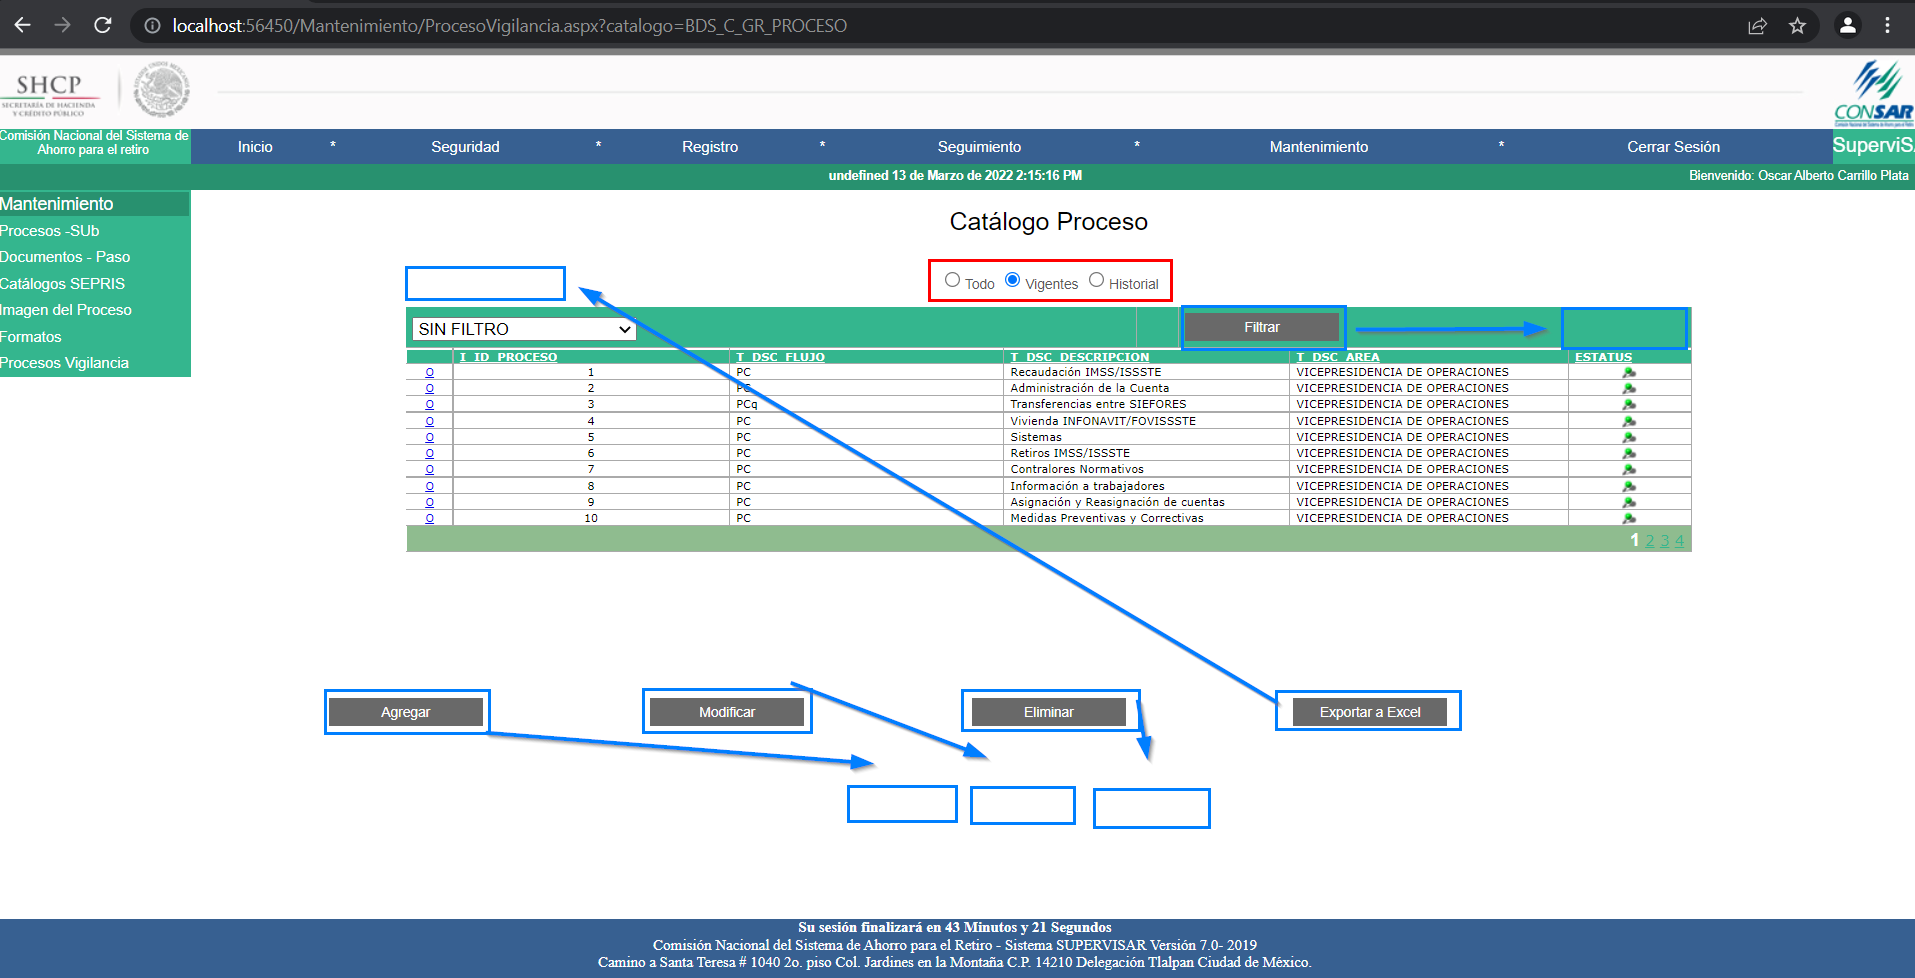 localhost:56450/Mantenimiento/ProcesoVigilancia.aspx?catalogo=BDS_C_GR_PROCESO
SHCP
SECRETARÍA DE HACIENDA
Y CRÉDITO PÚBLICO
CONSAR
Comisión Nacional del Sistema de
Ahorro para el retiro
Inicio * Seguridad * Registro * Seguimiento * Mantenimiento * Cerrar Sesión
SuperviS
undefined 13 de Marzo de 2022 2:15:16 PM
Bienvenido: Oscar Alberto Carrillo Plata
Mantenimiento
Procesos -SUb
Documentos - Paso
Catálogos SEPRIS
Imagen del Proceso
Formatos
Procesos Vigilancia
Catálogo Proceso
Todo Vigentes Historial
SIN FILTRO Filtrar
I_ID_PROCESO T_DSC_FLUJO T_DSC_DESCRIPCION T_DSC_AREA ESTATUS
O 1 PC Recaudación IMSS/ISSSTE VICEPRESIDENCIA DE OPERACIONES
O 2 PC Administración de la Cuenta VICEPRESIDENCIA DE OPERACIONES
O 3 PCq Transferencias entre SIEFORES VICEPRESIDENCIA DE OPERACIONES
O 4 PC Vivienda INFONAVIT/FOVISSSTE VICEPRESIDENCIA DE OPERACIONES
O 5 PC Sistemas VICEPRESIDENCIA DE OPERACIONES
O 6 PC Retiros IMSS/ISSSTE VICEPRESIDENCIA DE OPERACIONES
O 7 PC Contralores Normativos VICEPRESIDENCIA DE OPERACIONES
O 8 PC Información a trabajadores VICEPRESIDENCIA DE OPERACIONES
O 9 PC Asignación y Reasignación de cuentas VICEPRESIDENCIA DE OPERACIONES
O 10 PC Medidas Preventivas y Correctivas VICEPRESIDENCIA DE OPERACIONES
1 2 3 4
Agregar Modificar Eliminar Exportar a Excel
Su sesión finalizará en 43 Minutos y 21 Segundos
Comisión Nacional del Sistema de Ahorro para el Retiro - Sistema SUPERVISAR Versión 7.0- 2019
Camino a Santa Teresa # 1040 2o. piso Col. Jardines en la Montaña C.P. 14210 Delegación Tlalpan Ciudad de México.